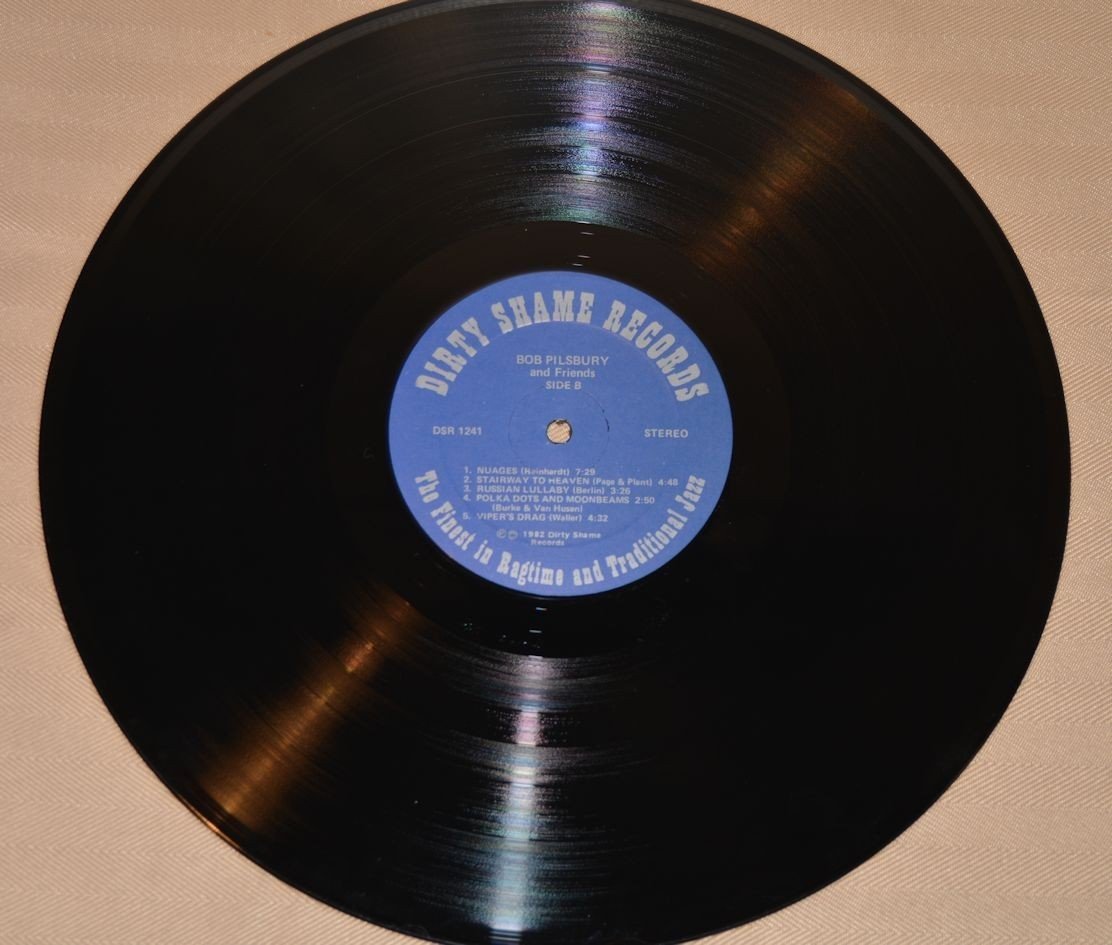 DIRTY SHAME RECORDS
BOB PILSBURY
and Friends
SIDE B
DSR 1241
STEREO
1. NUAGES (Reinhardt) 7:29
2. STAIRWAY TO HEAVEN (Page & Plant) 4:48
3. RUSSIAN LULLABY (Berlin) 3:26
4. POLKA DOTS AND MOONBEAMS 2:50
(Burke & Van Husen)
5. VIPER'S DRAG (Waller) 4:32
©℗ 1982 Dirty Shame
Records
The Finest in Ragtime and Traditional Jazz